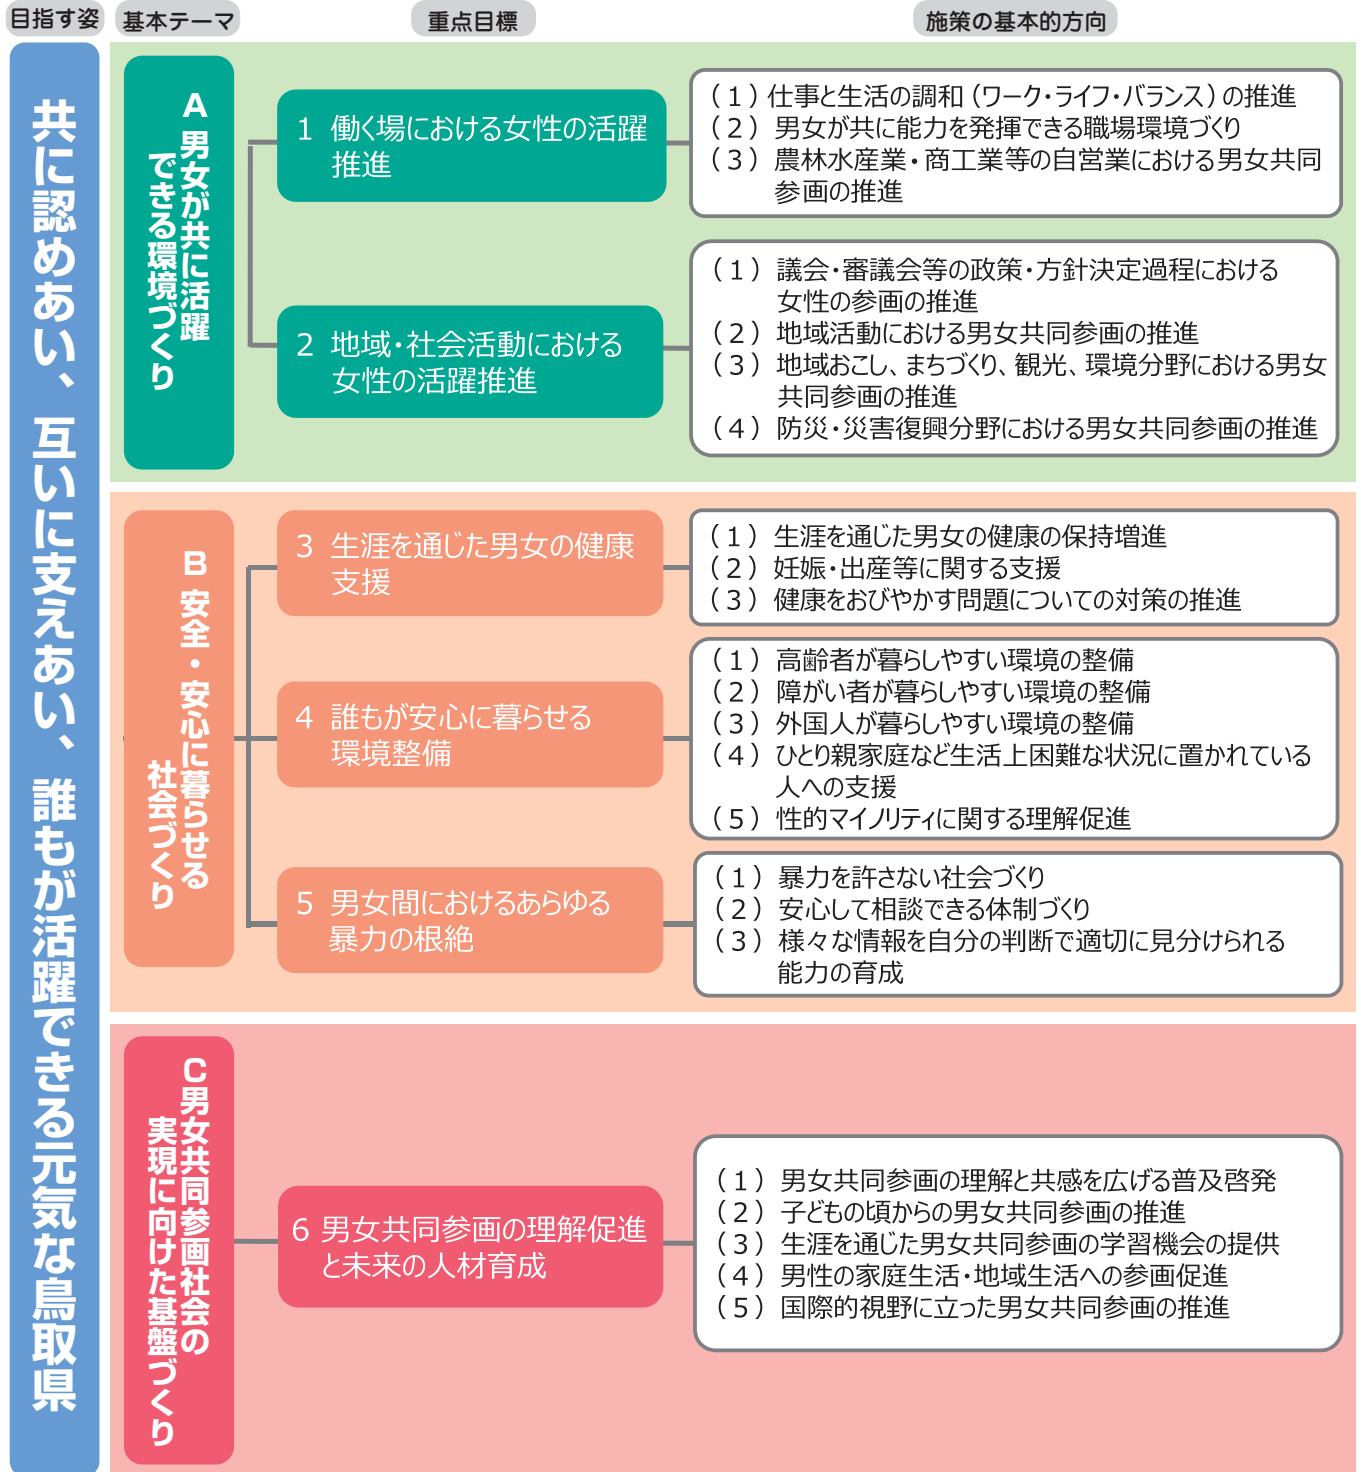 目指す姿
基本テーマ
重点目標
施策の基本的方向
共に認めあい、互いに支えあい、誰もが活躍できる元気な鳥取県
A 男女が共に活躍
できる環境づくり
1 働く場における女性の活躍
推進
(1)仕事と生活の調和(ワーク・ライフ・バランス)の推進
(2)男女が共に能力を発揮できる職場環境づくり
(3)農林水産業・商工業等の自営業における男女共同
参画の推進
2 地域・社会活動における
女性の活躍推進
(1)議会・審議会等の政策・方針決定過程における
女性の参画の推進
(2)地域活動における男女共同参画の推進
(3)地域おこし、まちづくり、観光、環境分野における男女
共同参画の推進
(4)防災・災害復興分野における男女共同参画の推進
B 安全・安心に暮らせる
社会づくり
3 生涯を通じた男女の健康
支援
(1)生涯を通じた男女の健康の保持増進
(2)妊娠・出産等に関する支援
(3)健康をおびやかす問題についての対策の推進
4 誰もが安心に暮らせる
環境整備
(1)高齢者が暮らしやすい環境の整備
(2)障がい者が暮らしやすい環境の整備
(3)外国人が暮らしやすい環境の整備
(4)ひとり親家庭など生活上困難な状況に置かれている
人への支援
(5)性的マイノリティに関する理解促進
5 男女間におけるあらゆる
暴力の根絶
(1)暴力を許さない社会づくり
(2)安心して相談できる体制づくり
(3)様々な情報を自分の判断で適切に見分けられる
能力の育成
C 男女共同参画社会の
実現に向けた基盤づくり
6 男女共同参画の理解促進
と未来の人材育成
(1)男女共同参画の理解と共感を広げる普及啓発
(2)子どもの頃からの男女共同参画の推進
(3)生涯を通じた男女共同参画の学習機会の提供
(4)男性の家庭生活・地域生活への参画促進
(5)国際的視野に立った男女共同参画の推進